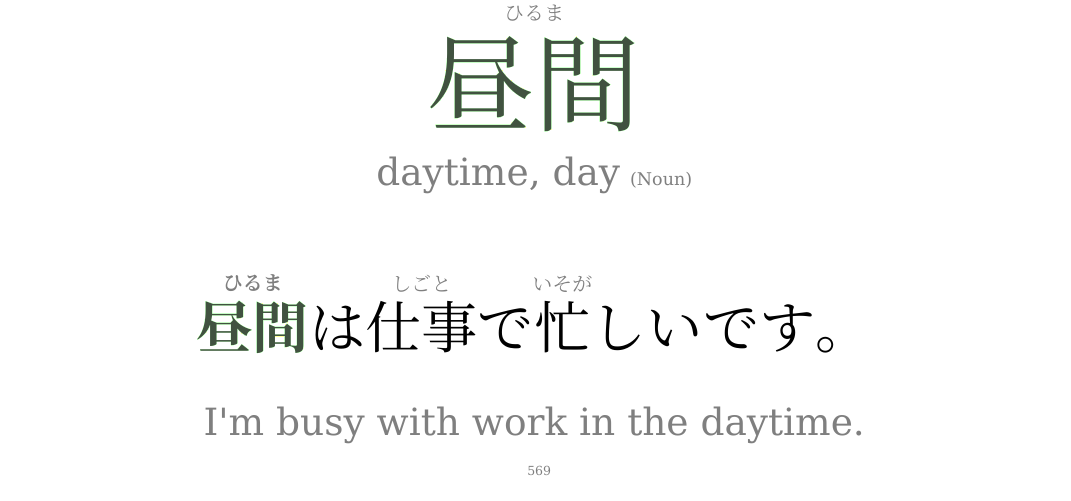 ひるま
昼間
daytime, day (Noun)
ひるま しごと いそが
昼間は仕事で忙しいです。
I'm busy with work in the daytime.
569